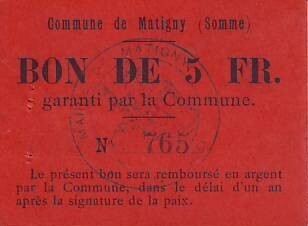 Commune de Matigny (Somme)
BON DE 5 FR.
garanti par la Commune.
N° 765
Le présent bon sera remboursé en argent
par la Commune, dans le délai d'un an
après la signature de la paix.
MATIGNY